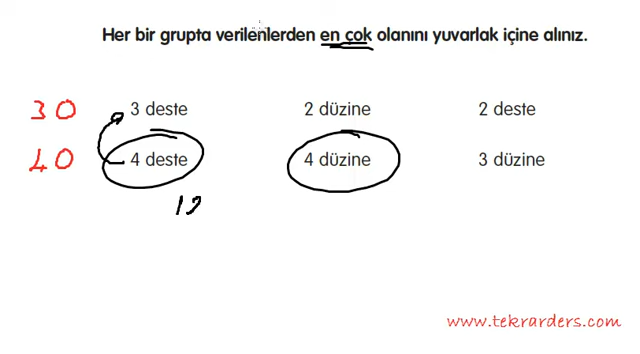 Her bir grupta verilenlerden en çok olanını yuvarlak içine alınız.
30 3 deste 2 düzine 2 deste
40 4 deste 4 düzine 3 düzine
www.tekrarders.com